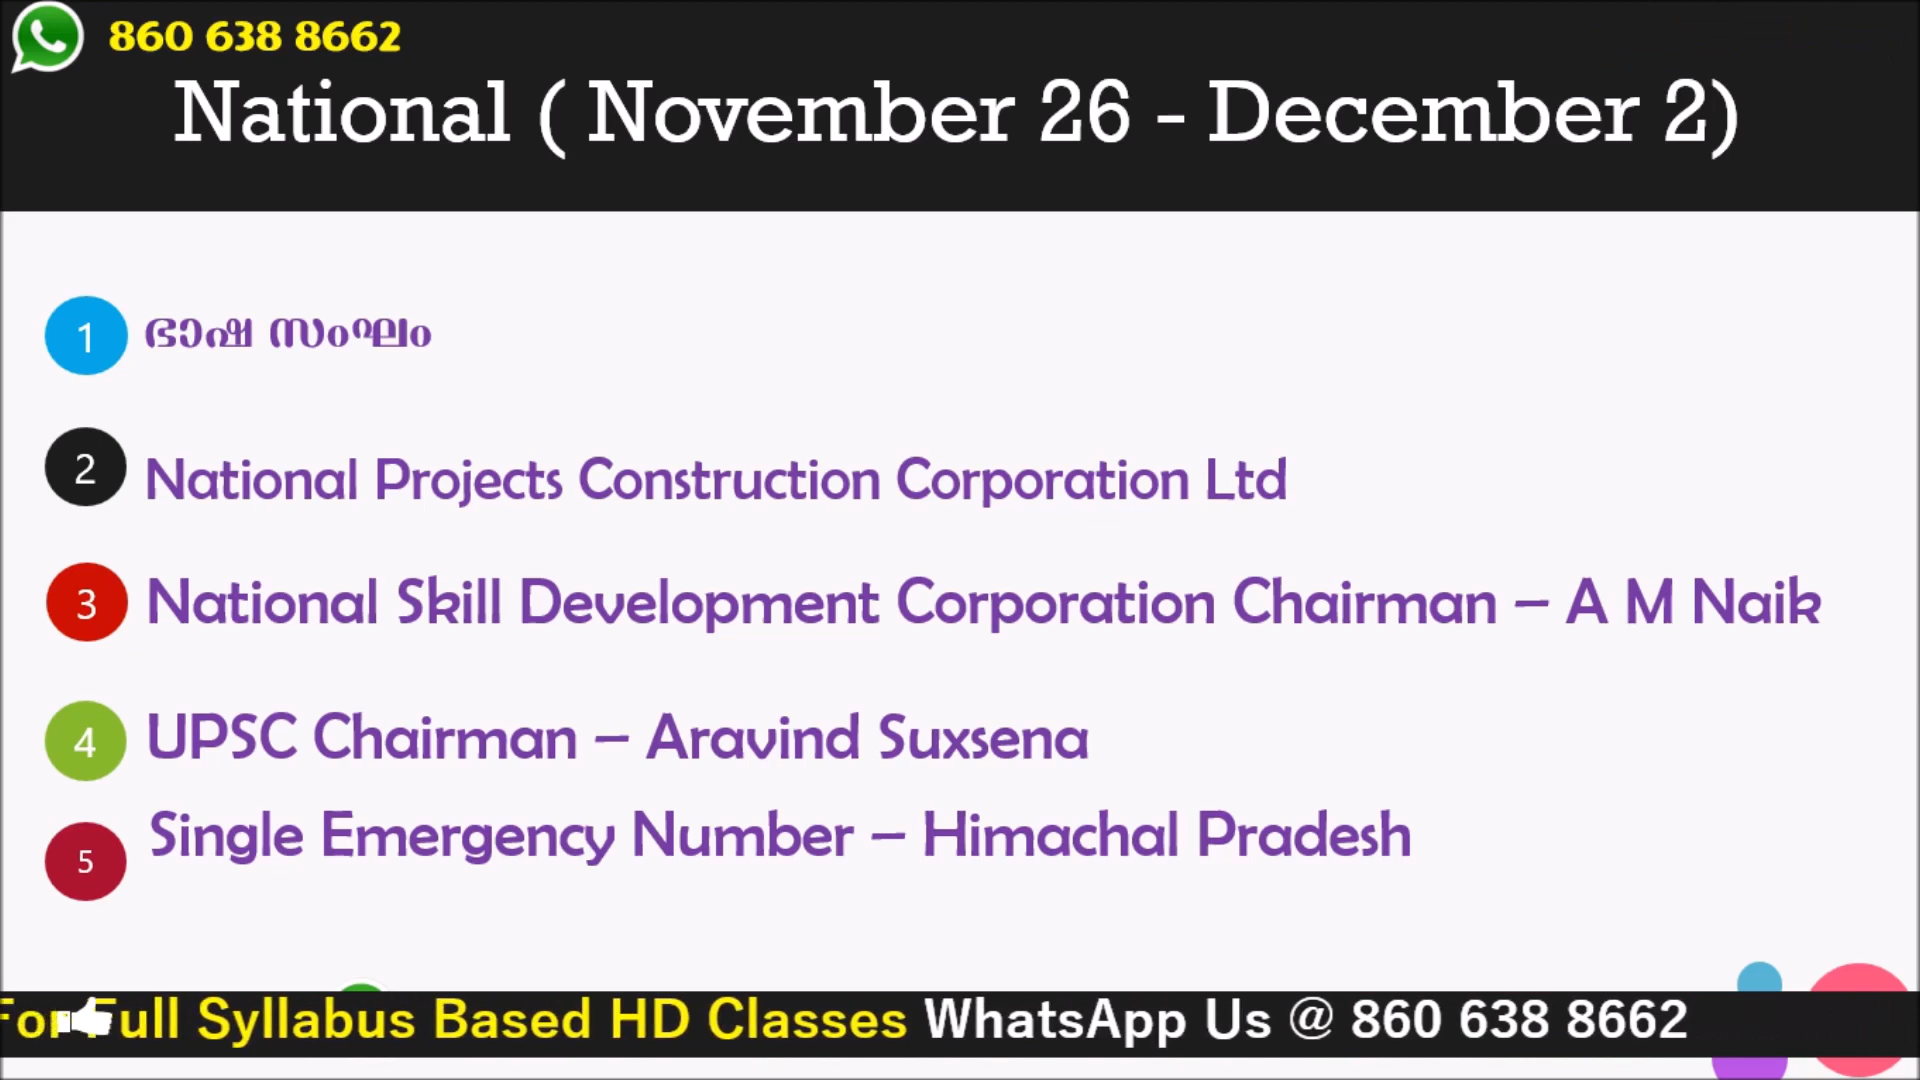 860 638 8662
National ( November 26 - December 2)
1 ഭാഷ സംഘം
2 National Projects Construction Corporation Ltd
3 National Skill Development Corporation Chairman – A M Naik
4 UPSC Chairman – Aravind Suxsena
5 Single Emergency Number – Himachal Pradesh
For Full Syllabus Based HD Classes WhatsApp Us @ 860 638 8662